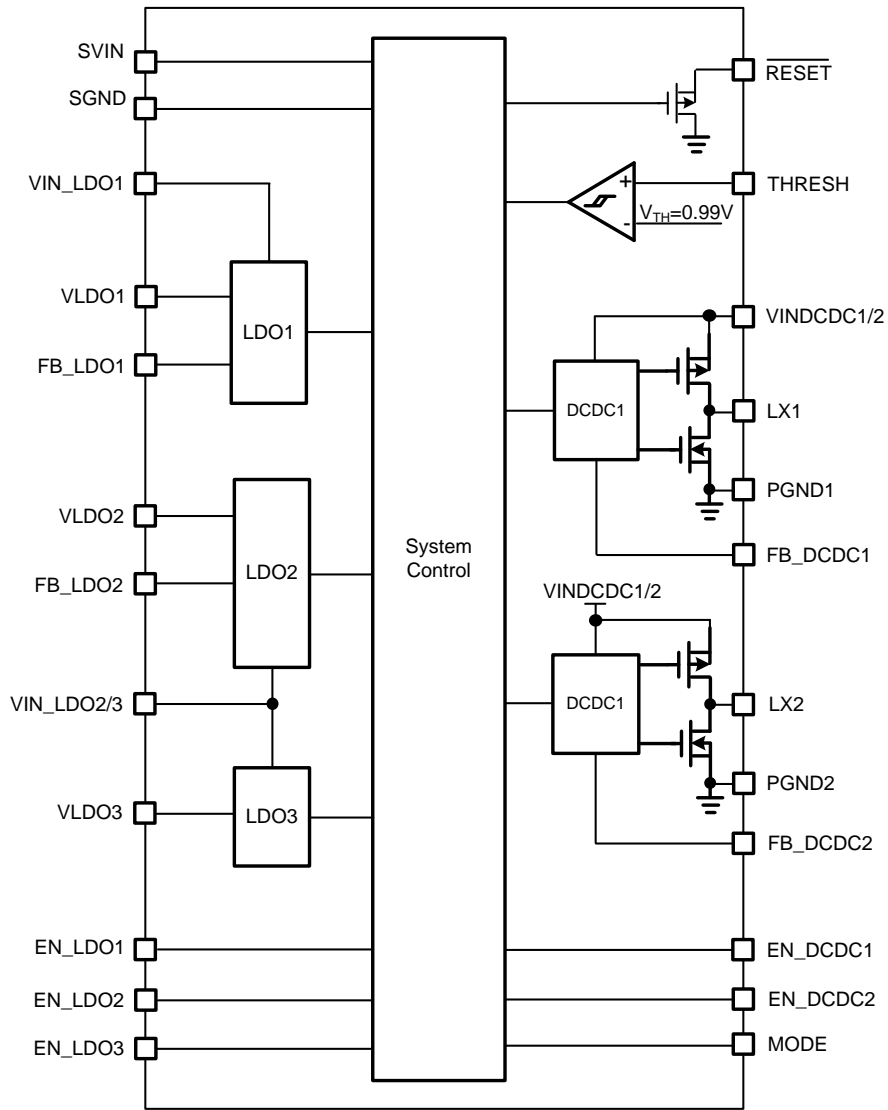 SVIN
SGND
VIN_LDO1
VLDO1
FB_LDO1
LDO1
VLDO2
FB_LDO2
LDO2
VIN_LDO2/3
VLDO3
LDO3
EN_LDO1
EN_LDO2
EN_LDO3
System
Control
RESET
THRESH
+
VTH=0.99V
-
VINDCDC1/2
DCDC1
LX1
PGND1
FB_DCDC1
VINDCDC1/2
DCDC1
LX2
PGND2
FB_DCDC2
EN_DCDC1
EN_DCDC2
MODE